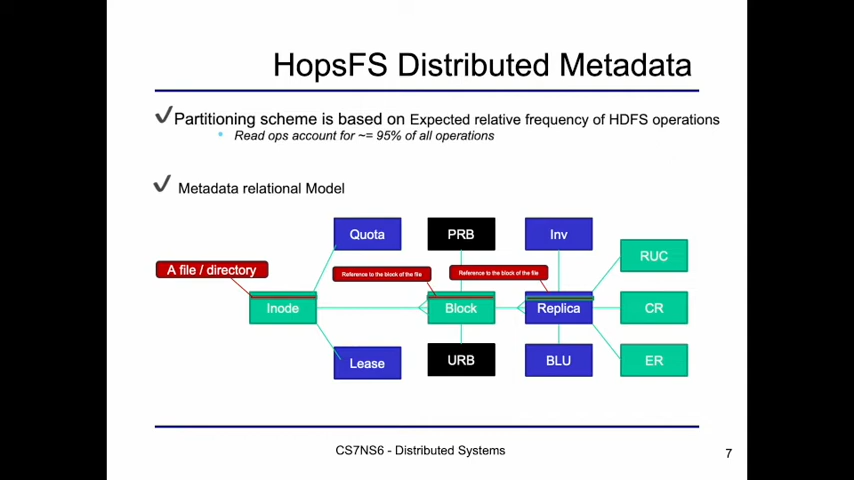 HopsFS Distributed Metadata
Partitioning scheme is based on Expected relative frequency of HDFS operations
Read ops account for ~= 95% of all operations
Metadata relational Model
Quota
PRB
Inv
RUC
A file / directory
Reference to the block of the file
Reference to the block of the file
Inode
Block
Replica
CR
Lease
URB
BLU
ER
CS7NS6 - Distributed Systems
7